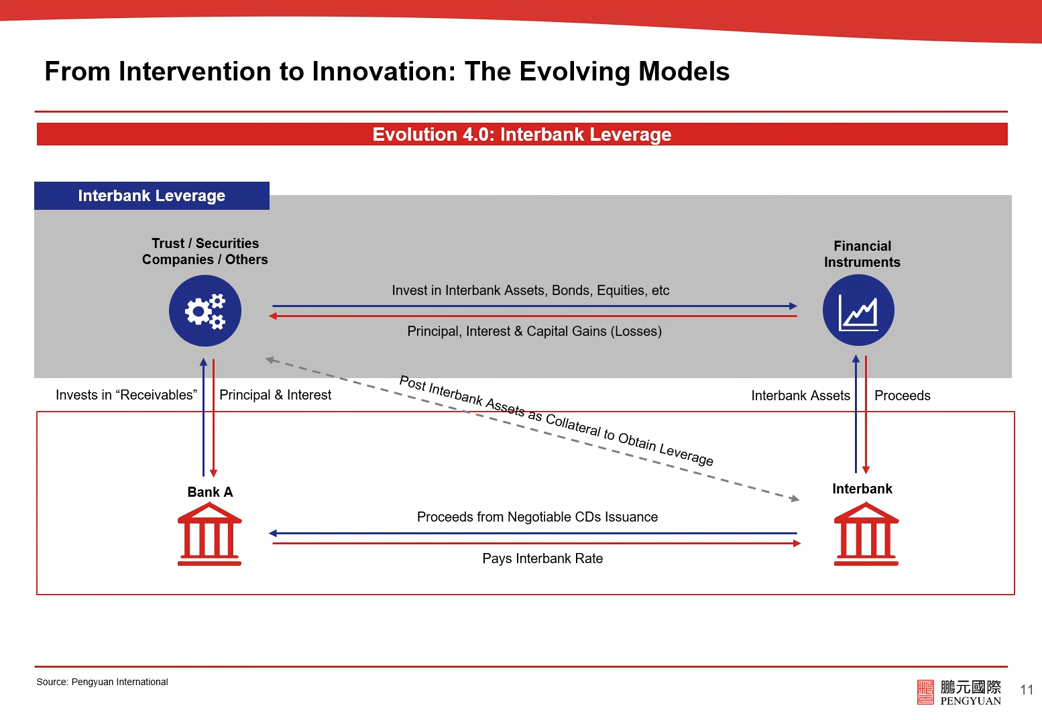 From Intervention to Innovation: The Evolving Models
Evolution 4.0: Interbank Leverage
Interbank Leverage
Trust / Securities
Companies / Others
Financial
Instruments
Invest in Interbank Assets, Bonds, Equities, etc
Principal, Interest & Capital Gains (Losses)
Invests in “Receivables”
Principal & Interest
Post Interbank Assets as Collateral to Obtain Leverage
Interbank Assets
Proceeds
Bank A
Interbank
Proceeds from Negotiable CDs Issuance
Pays Interbank Rate
Source: Pengyuan International
鵬元國際
PENGYUAN
11